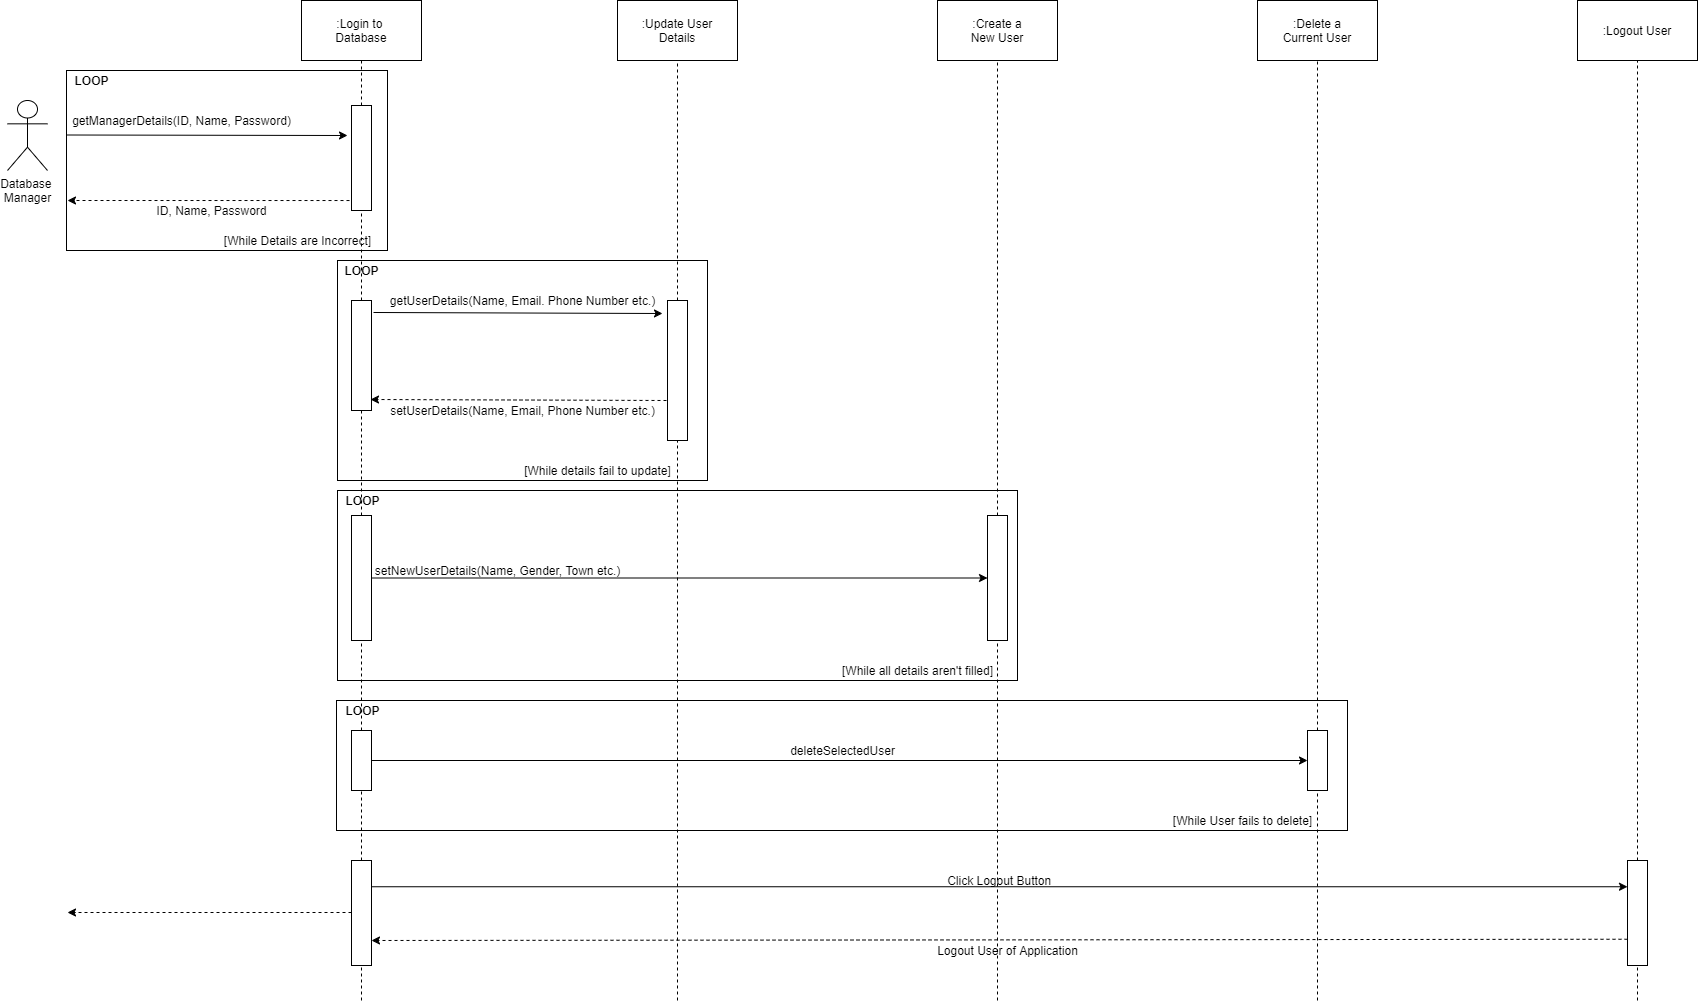 :Login to
Database
:Update User
Details
:Create a
New User
:Delete a
Current User
:Logout User
LOOP
getManagerDetails(ID, Name, Password)
Database
Manager
ID, Name, Password
[While Details are Incorrect]
LOOP
getUserDetails(Name, Email. Phone Number etc.)
setUserDetails(Name, Email, Phone Number etc.)
[While details fail to update]
LOOP
setNewUserDetails(Name, Gender, Town etc.)
[While all details aren't filled]
LOOP
deleteSelectedUser
[While User fails to delete]
Click Logout Button
Logout User of Application